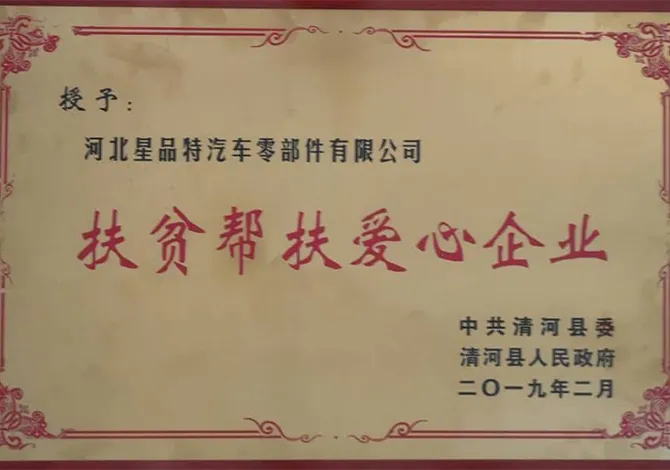 授予：
河北星品特汽车零部件有限公司
扶贫帮扶爱心企业
中共清河县委
清河县人民政府
二〇一九年二月